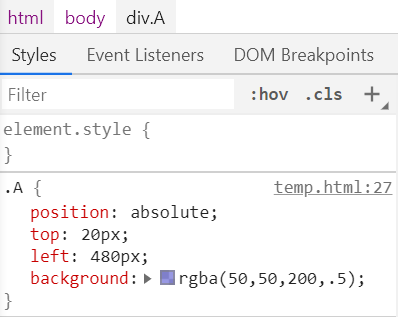 html body div.A
Styles Event Listeners DOM Breakpoints
Filter :hov .cls +
element.style {
}
.A { temp.html:27
position: absolute;
top: 20px;
left: 480px;
background: rgba(50,50,200,.5);
}